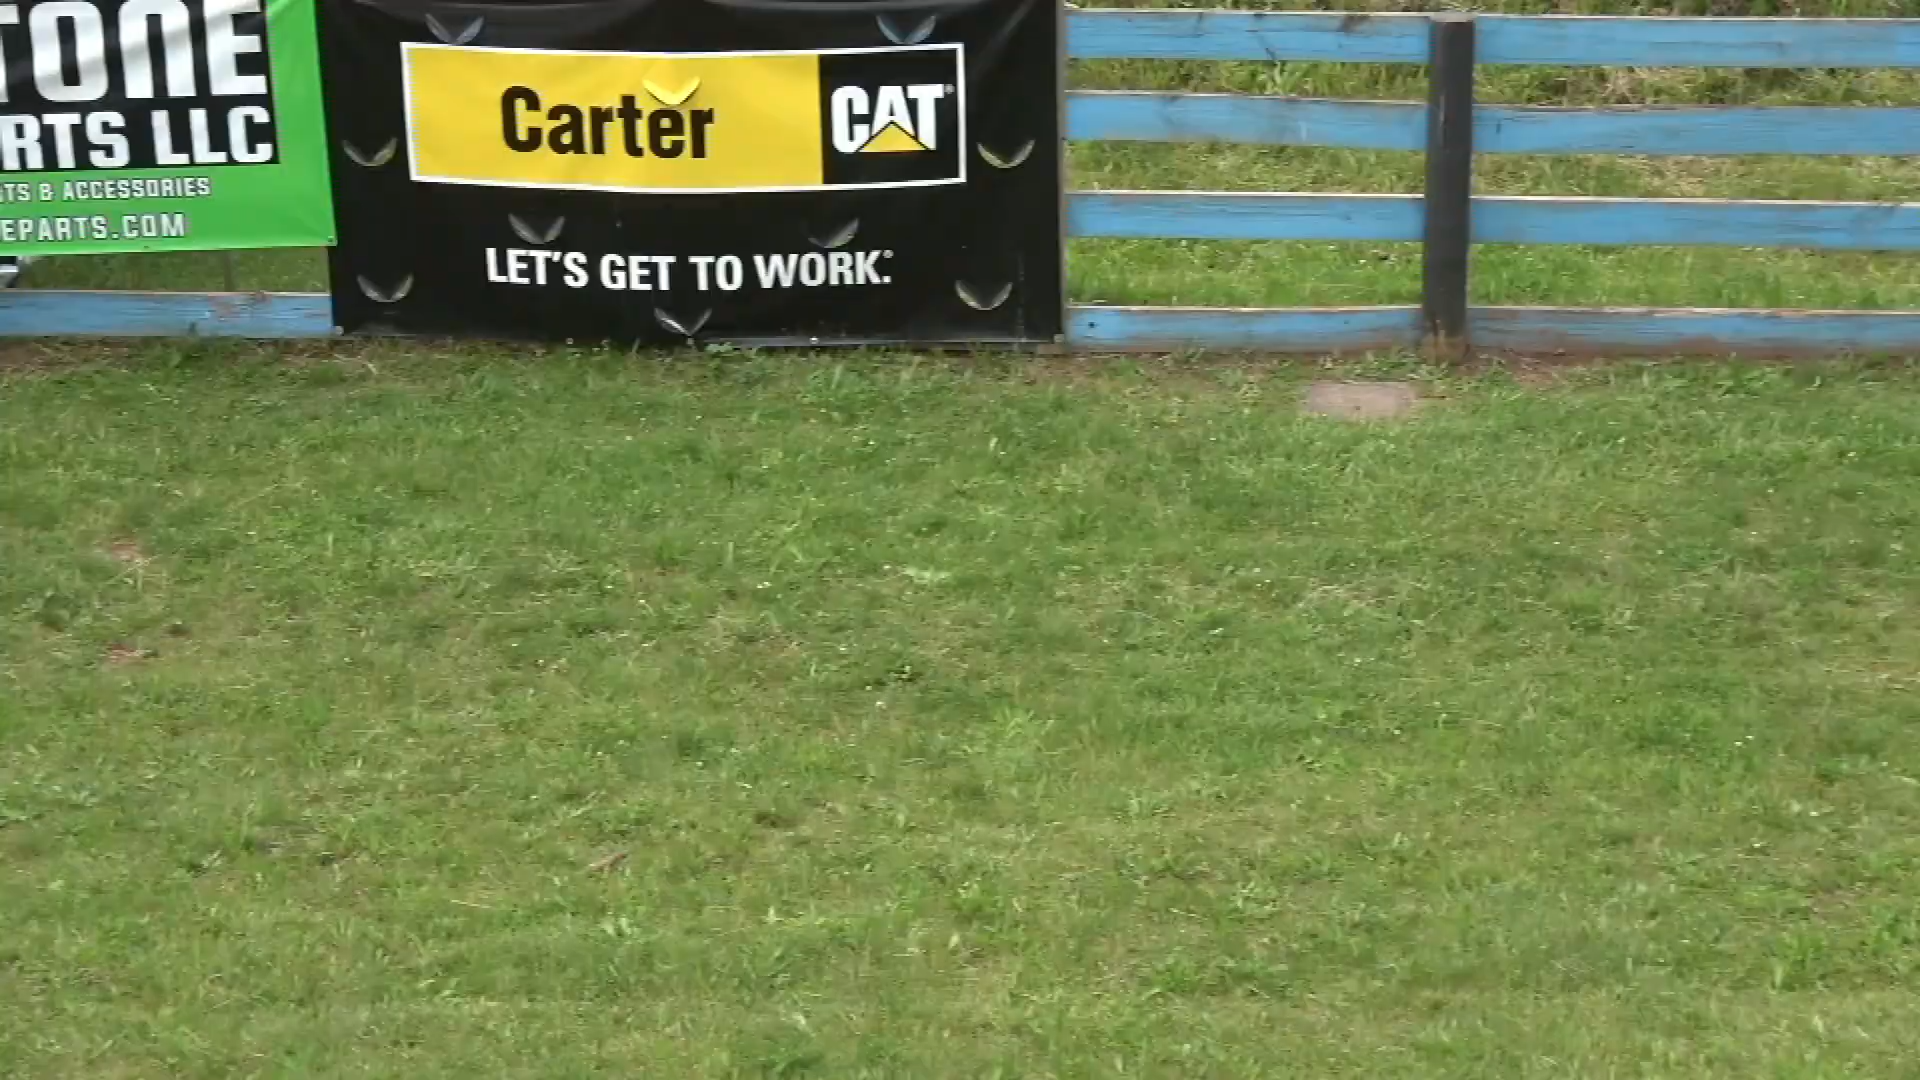 TONE
RTS LLC
TS & ACCESSORIES
EPARTS.COM
Carter CAT®
LET'S GET TO WORK.®